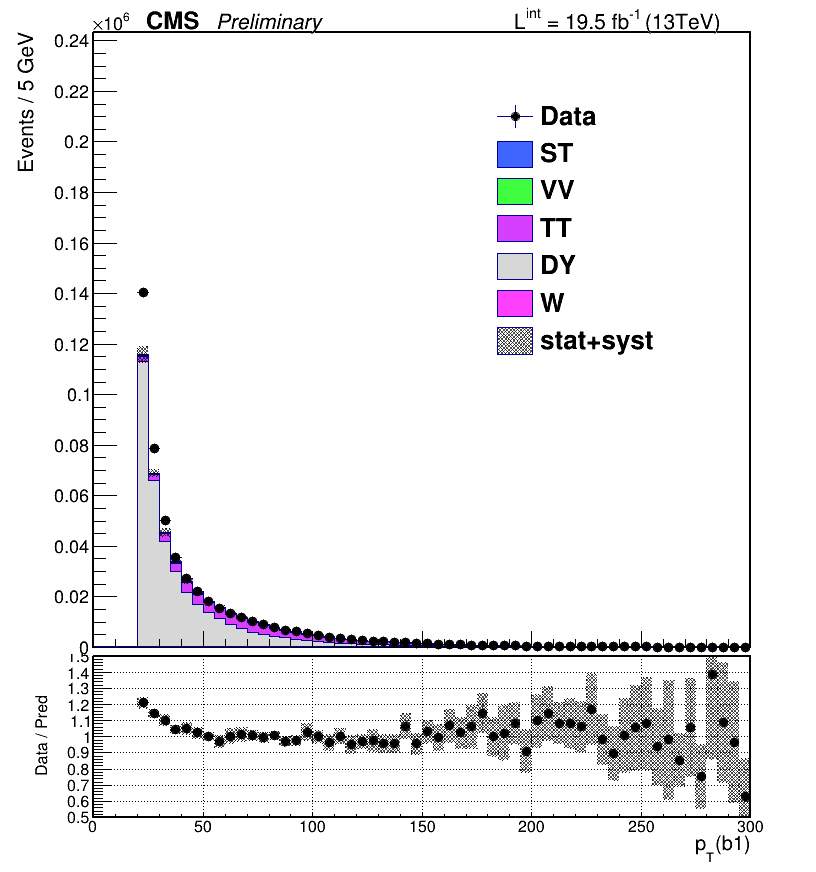 ×10⁶ CMS Preliminary L^int = 19.5 fb⁻¹ (13TeV)
Events / 5 GeV
0.24
0.22
0.2
0.18
0.16
0.14
0.12
0.1
0.08
0.06
0.04
0.02
0
Data
ST
VV
TT
DY
W
stat+syst
Data / Pred
1.5
1.4
1.3
1.2
1.1
1
0.9
0.8
0.7
0.6
0.5
0 50 100 150 200 250 300
p_T(b1)